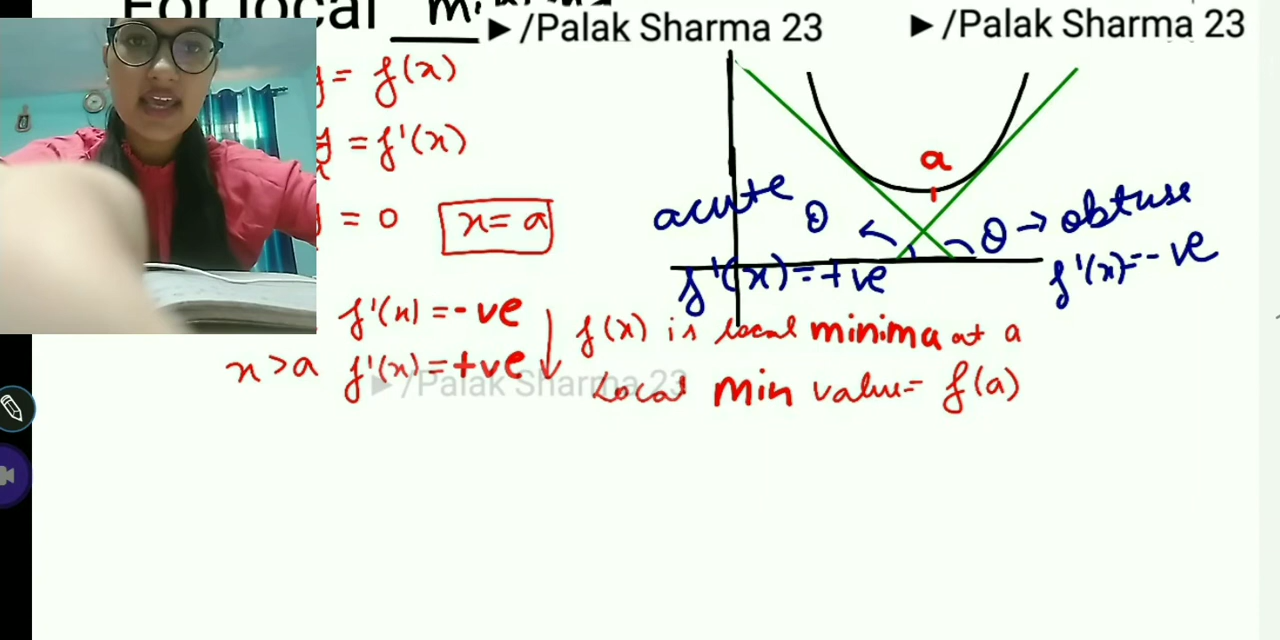 For local minima
▶/Palak Sharma 23
▶/Palak Sharma 23
= f(x)
= f'(x)
= 0
x = a
f'(x) = -ve
x > a f'(x) = +ve
f(x) is local minima at a
Local min value = f(a)
▶/Palak Sharma 23
a
acute θ
θ → obtuse
f'(x) = +ve
f'(x) = -ve